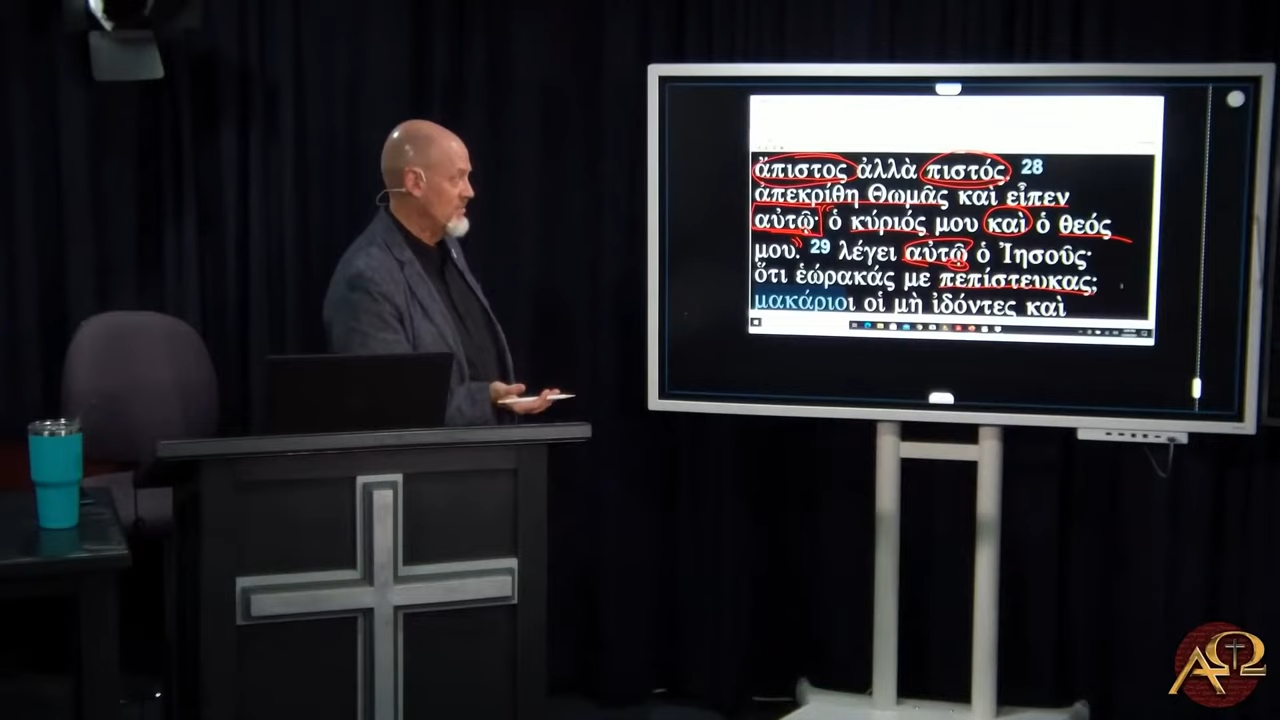 ἄπιστος ἀλλὰ πιστός. 28
ἀπεκρίθη Θωμᾶς καὶ εἶπεν
αὐτῷ· ὁ κύριός μου καὶ ὁ θεός
μου. 29 λέγει αὐτῷ ὁ Ἰησοῦς·
ὅτι ἑώρακάς με πεπίστευκας;
μακάριοι οἱ μὴ ἰδόντες καὶ
ΑΩ